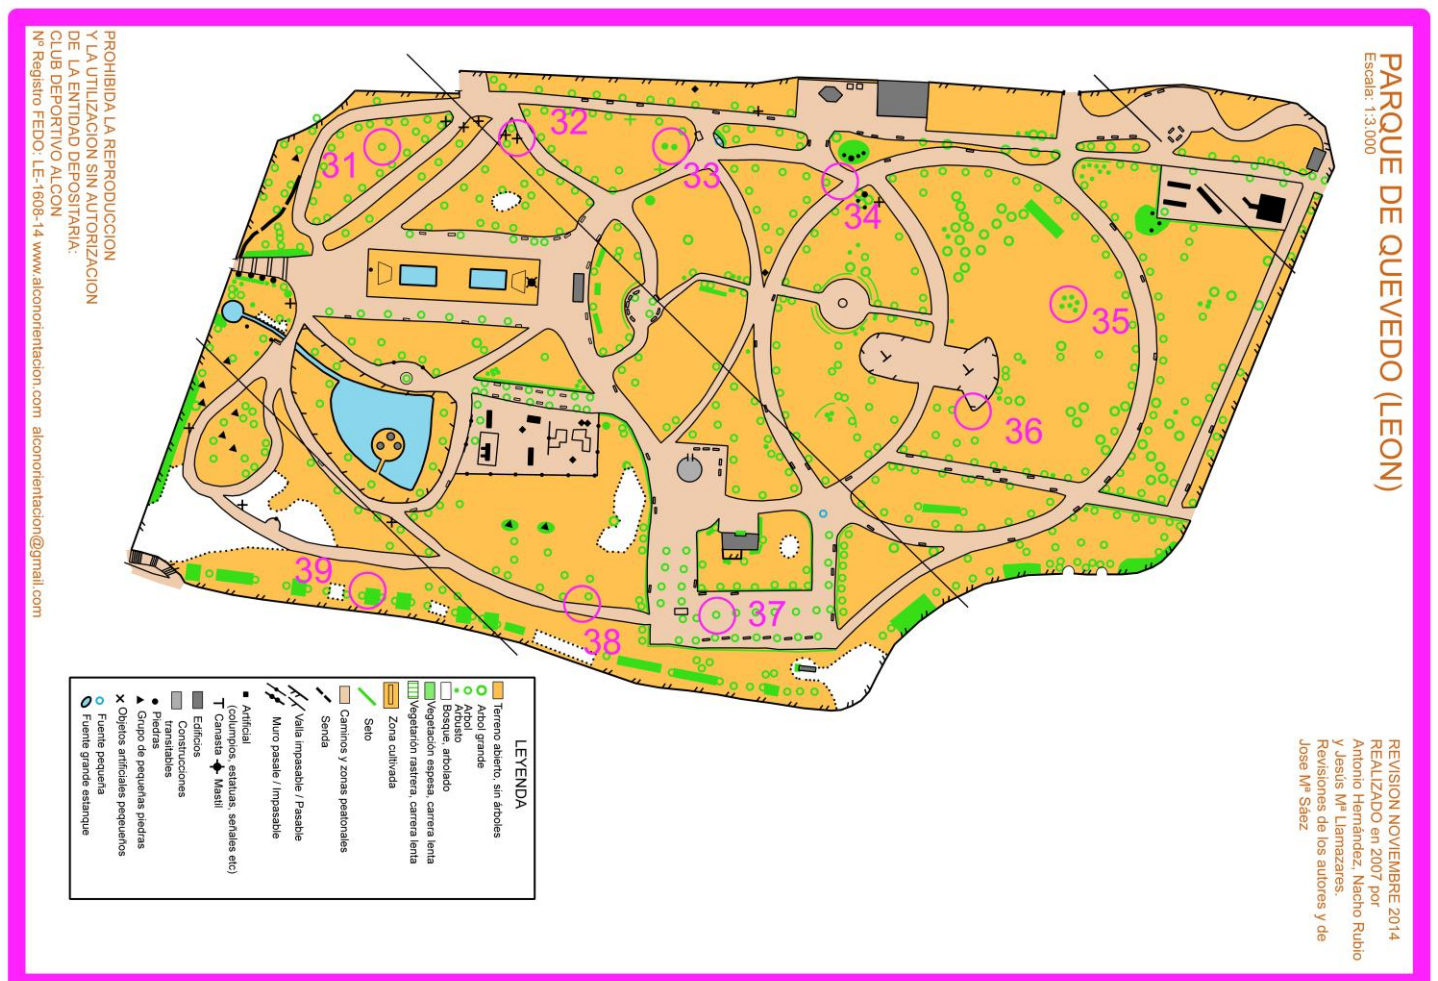 PARQUE DE QUEVEDO (LEON)
Escala: 1:3.000
PROHIBIDA LA REPRODUCCION
Y LA UTILIZACION SIN AUTORIZACION
DE LA ENTIDAD DEPOSITARIA:
CLUB DEPORTIVO ALCON
Nº Registro FEDO: LE-1608-14 www.alconorientacion.com alconorientacion@gmail.com
31
32
33
34
35
36
37
38
39
REVISION NOVIEMBRE 2014
REALIZADO en 2007 por
Antonio Hernández, Nacho Rubio
y Jesús Mª Llamazares.
Revisiones de los autores y de
Jose Mª Sáez
LEYENDA
Terreno abierto, sin árboles
Arbol grande
Arbol
Arbusto
Bosque, arbolado
Vegetación espesa, carrera lenta
Vegetación rastrera, carrera lenta
Zona cultivada
Seto
Caminos y zonas peatonales
Senda
Valla impasable / Pasable
Muro pasale / Impasable
Artificial
(columpios, estatuas, señales etc)
Canasta Mastil
Edificios
Construcciones
transitables
Piedras
Grupo de pequeñas piedras
Objetos artificiales peqeueños
Fuente pequeña
Fuente grande estanque